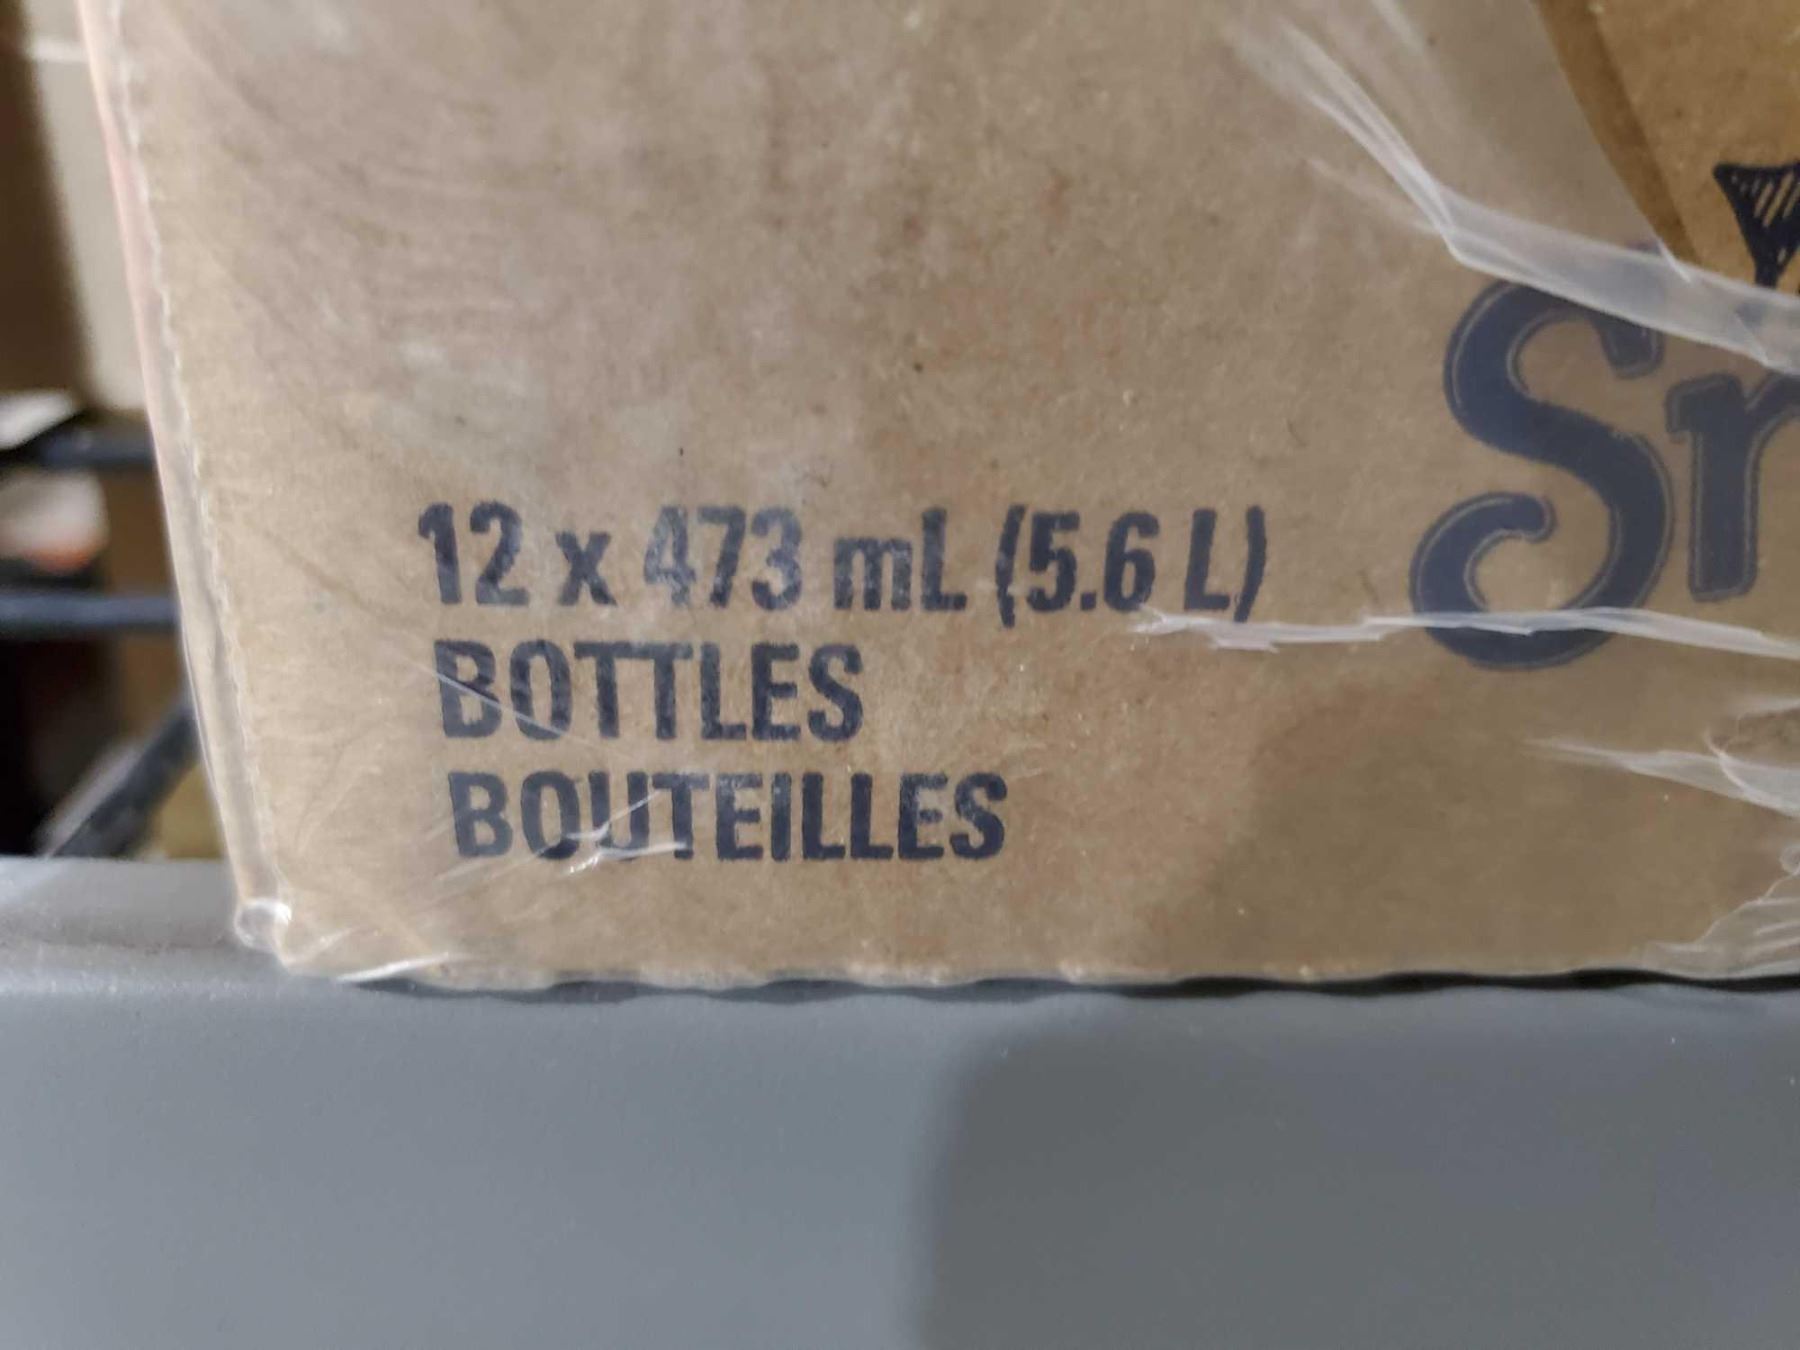 12 x 473 mL (5.6 L)
BOTTLES
BOUTEILLES